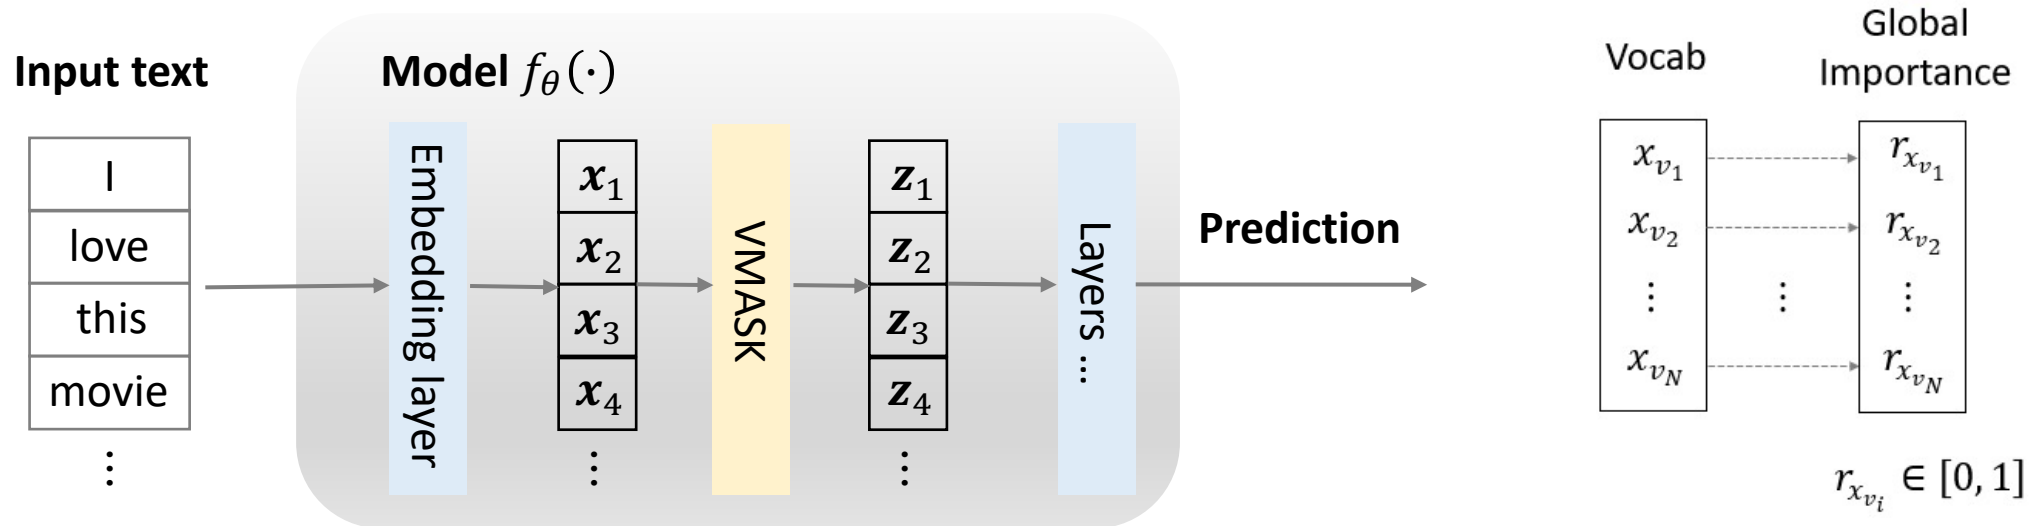 Input text
I
love
this
movie
⋮
Model f_θ(·)
Embedding layer
x_1
x_2
x_3
x_4
⋮
VMASK
z_1
z_2
z_3
z_4
⋮
Layers ...
Prediction
Vocab
x_{v_1}
x_{v_2}
⋮
x_{v_N}
⋮
Global
Importance
r_{x_{v_1}}
r_{x_{v_2}}
⋮
r_{x_{v_N}}
r_{x_{v_i}} ∈ [0, 1]